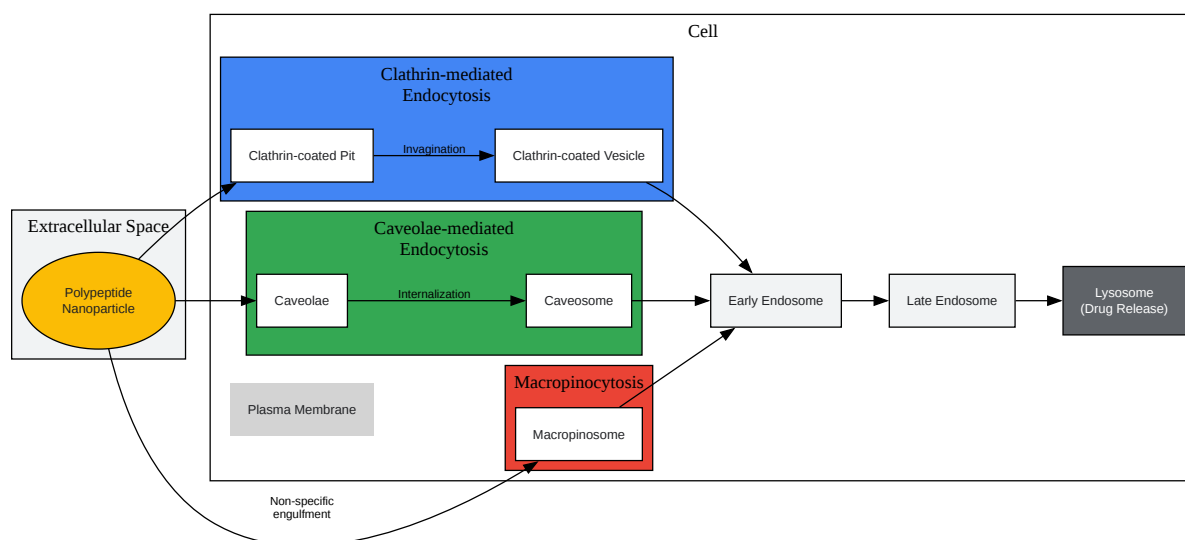 Cell
Clathrin-mediated
Endocytosis
Clathrin-coated Pit
Invagination
Clathrin-coated Vesicle
Extracellular Space
Polypeptide
Nanoparticle
Caveolae-mediated
Endocytosis
Caveolae
Internalization
Caveosome
Early Endosome
Late Endosome
Lysosome
(Drug Release)
Plasma Membrane
Macropinocytosis
Macropinosome
Non-specific
engulfment